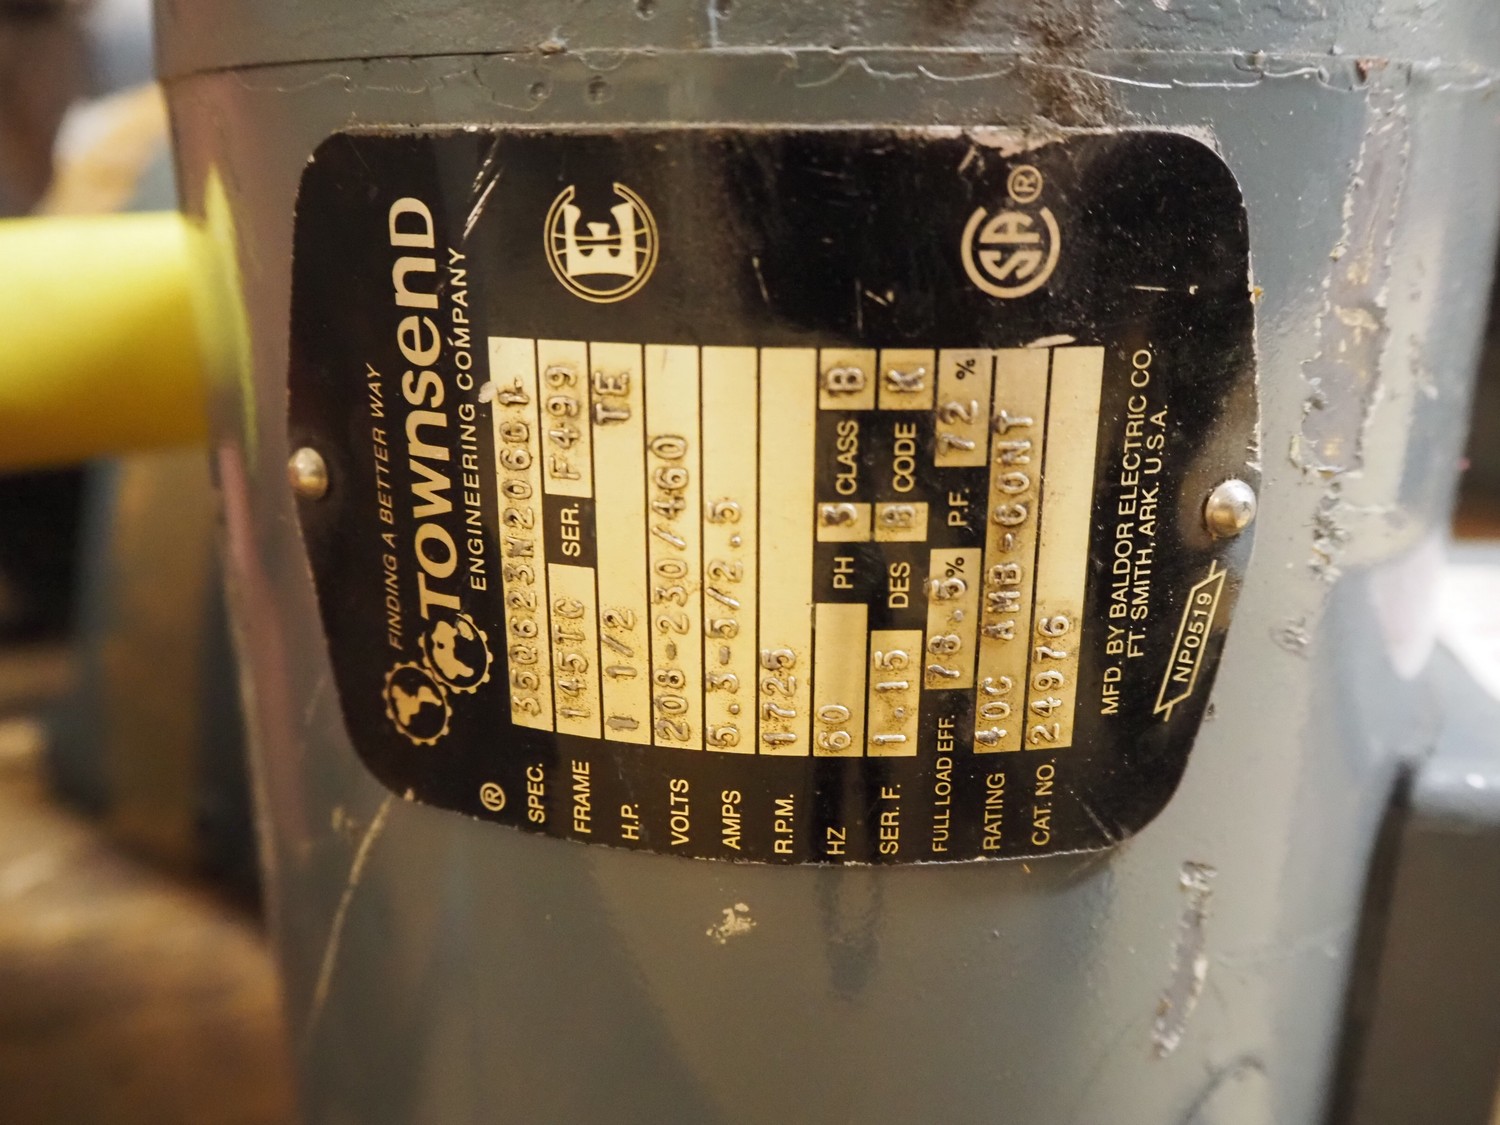 FINDING A BETTER WAY
TOWNSEND ®
ENGINEERING COMPANY
E
SA ®
SPEC.
FRAME 145TC SER. F499
H.P. 1 1/2 TE
VOLTS 208-230/460
AMPS 5.3-5/2.5
R.P.M. 1725
HZ 60 PH 3 CLASS B
SER. F. 1.15 DES B CODE K
FULL LOAD EFF. 78.5% P.F. 72 %
RATING 40C AMB-CONT
CAT. NO. 24976
MFD. BY BALDOR ELECTRIC CO.
FT. SMITH, ARK. U.S.A.
NP0519